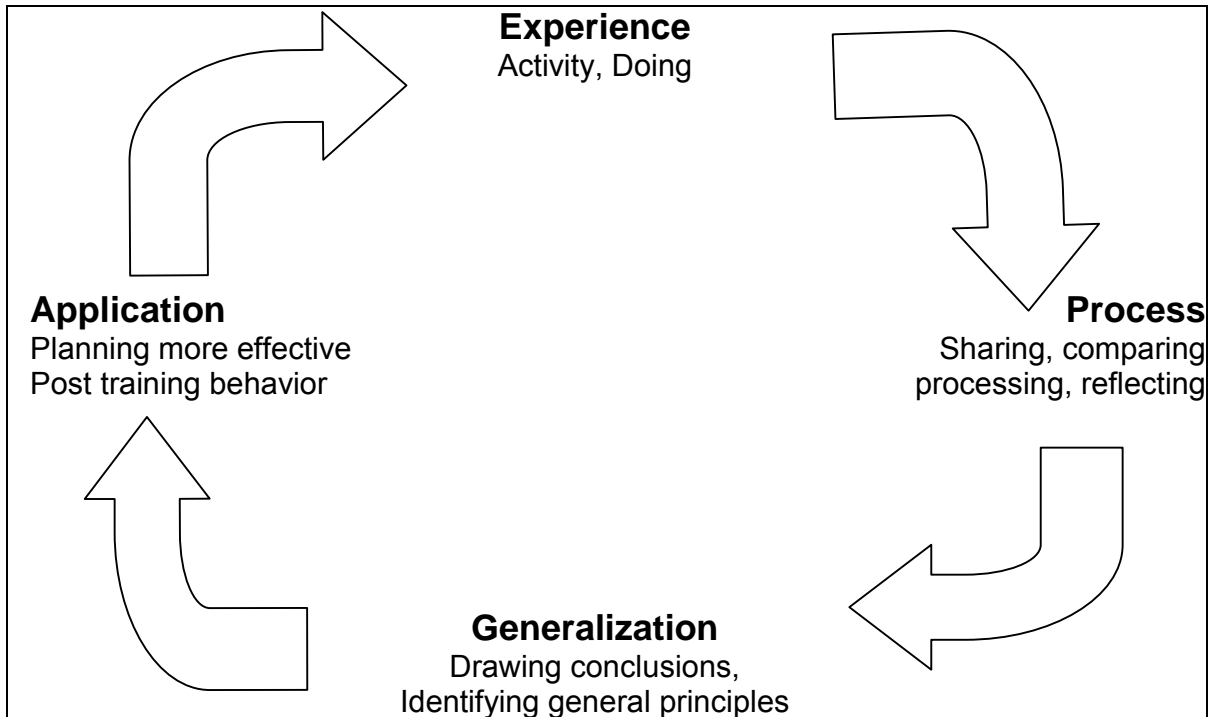 Experience
Activity, Doing
Application
Planning more effective
Post training behavior
Process
Sharing, comparing
processing, reflecting
Generalization
Drawing conclusions,
Identifying general principles